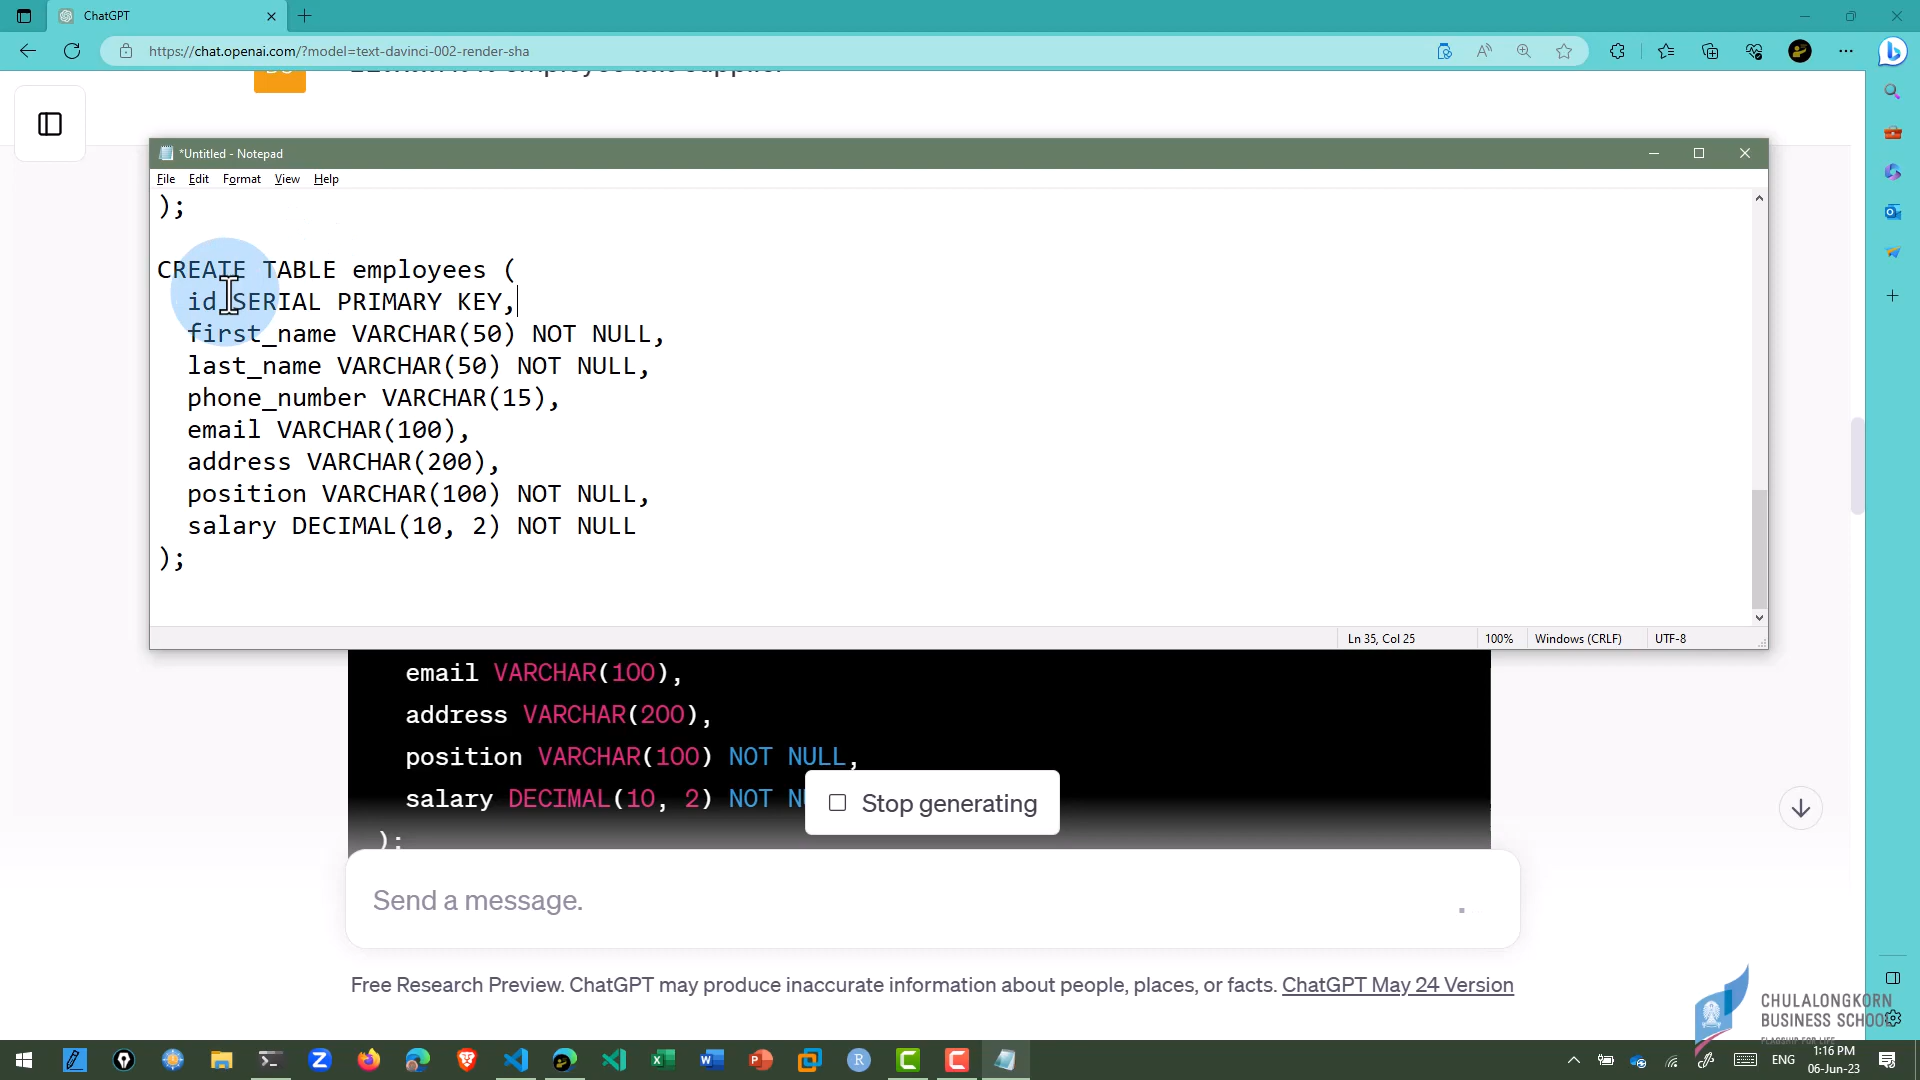 ChatGPT
https://chat.openai.com/?model=text-davinci-002-render-sha
*Untitled - Notepad
File Edit Format View Help
);
CREATE TABLE employees (
id SERIAL PRIMARY KEY,
first_name VARCHAR(50) NOT NULL,
last_name VARCHAR(50) NOT NULL,
phone_number VARCHAR(15),
email VARCHAR(100),
address VARCHAR(200),
position VARCHAR(100) NOT NULL,
salary DECIMAL(10, 2) NOT NULL
);
Ln 35, Col 25 100% Windows (CRLF) UTF-8
email VARCHAR(100),
address VARCHAR(200),
position VARCHAR(100) NOT NULL,
salary DECIMAL(10, 2) NOT
);
Stop generating
Send a message.
Free Research Preview. ChatGPT may produce inaccurate information about people, places, or facts. ChatGPT May 24 Version
CHULALONGKORN
BUSINESS SCHOOL
FLAGSHIP FOR LIFE
ENG
1:16 PM
06-Jun-23